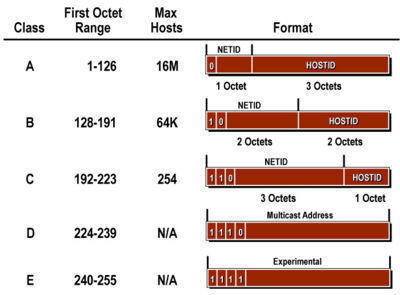 Class First Octet Range Max Hosts Format
NETID
A 1-126 16M 0 HOSTID
1 Octet 3 Octets
NETID
B 128-191 64K 1 0 HOSTID
2 Octets 2 Octets
NETID
C 192-223 254 1 1 0 HOSTID
3 Octets 1 Octet
Multicast Address
D 224-239 N/A 1 1 1 0
Experimental
E 240-255 N/A 1 1 1 1